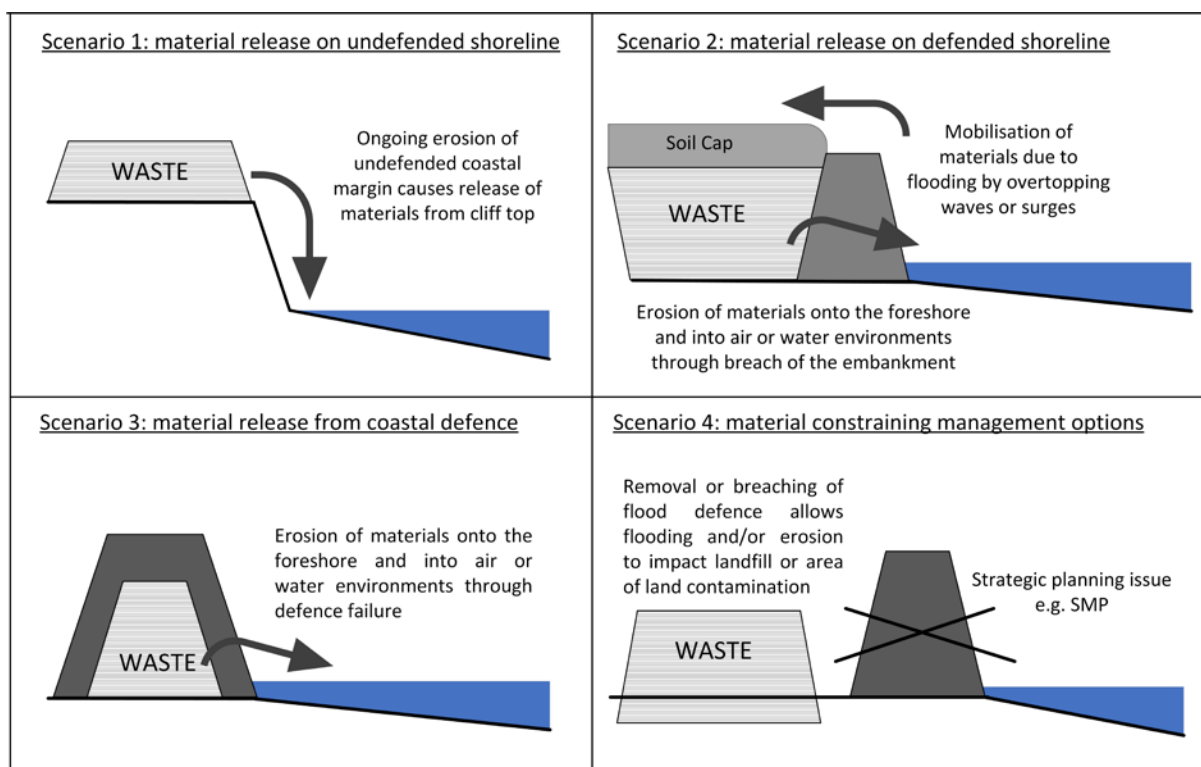 Scenario 1: material release on undefended shoreline
WASTE
Ongoing erosion of
undefended coastal
margin causes release of
materials from cliff top
Scenario 2: material release on defended shoreline
Soil Cap
WASTE
Mobilisation of
materials due to
flooding by overtopping
waves or surges
Erosion of materials onto the foreshore
and into air or water environments
through breach of the embankment
Scenario 3: material release from coastal defence
Erosion of materials onto the
foreshore and into air or
water environments through
defence failure
WASTE
Scenario 4: material constraining management options
Removal or breaching of
flood defence allows
flooding and/or erosion
to impact landfill or area
of land contamination
WASTE
Strategic planning issue
e.g. SMP